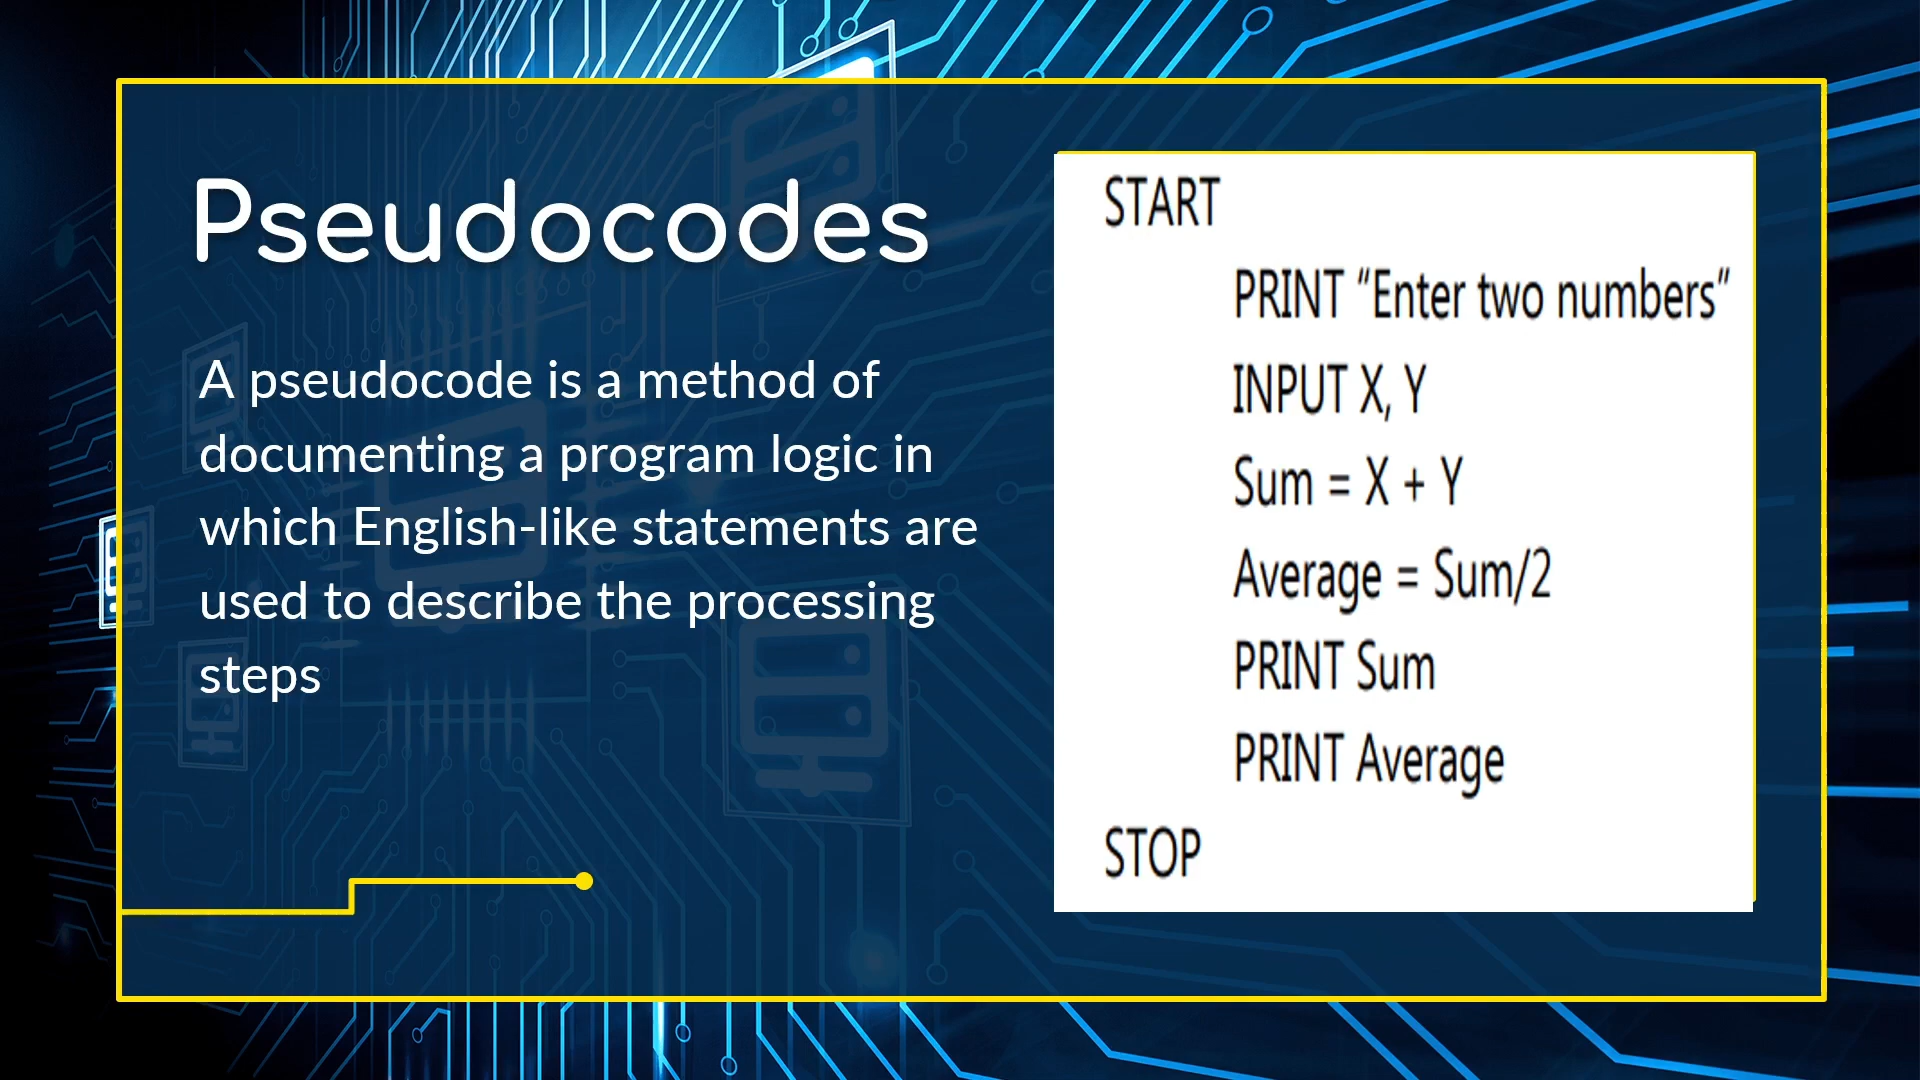 Pseudocodes
A pseudocode is a method of
documenting a program logic in
which English-like statements are
used to describe the processing
steps
START
PRINT “Enter two numbers”
INPUT X, Y
Sum = X + Y
Average = Sum/2
PRINT Sum
PRINT Average
STOP